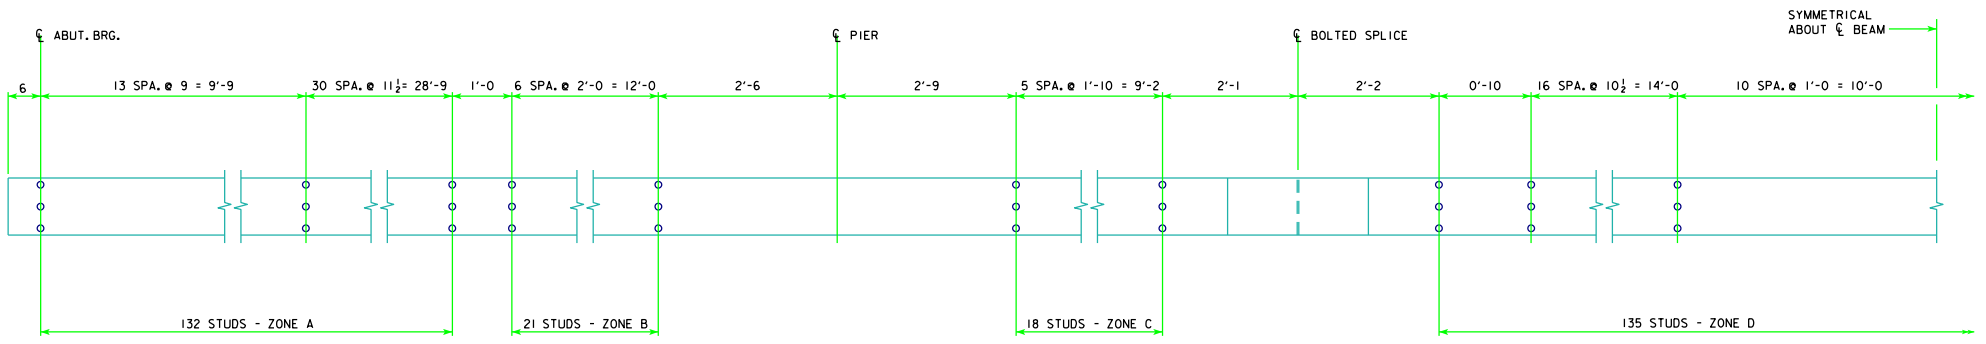 SYMMETRICAL
ABOUT ℄ BEAM
℄ ABUT. BRG.
℄ PIER
℄ BOLTED SPLICE
6
13 SPA. @ 9 = 9'-9
30 SPA. @ 11½= 28'-9
1'-0
6 SPA. @ 2'-0 = 12'-0
2'-6
2'-9
5 SPA. @ 1'-10 = 9'-2
2'-1
2'-2
0'-10
16 SPA. @ 10½ = 14'-0
10 SPA. @ 1'-0 = 10'-0
132 STUDS - ZONE A
21 STUDS - ZONE B
18 STUDS - ZONE C
135 STUDS - ZONE D